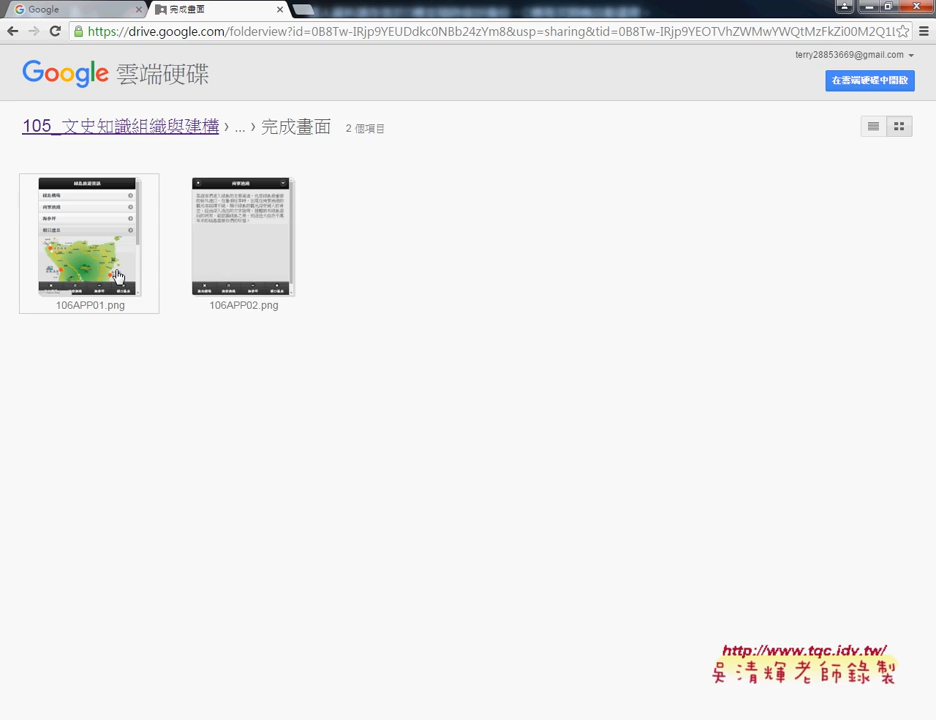 Google
完成畫面
https://drive.google.com/folderview?id=0B8Tw-IRjp9YEUDdkc0NBb24zYm8&usp=sharing&tid=0B8Tw-IRjp9YEOTVhZWMwYWQtMzFkZi00M2Q1L
terry28853669@gmail.com
Google 雲端硬碟
在雲端硬碟中開啟
105_文史知識組織與建構 › ... › 完成畫面 2 個項目
106APP01.png
106APP02.png
http://www.tqc.idv.tw/
吳清輝老師錄製